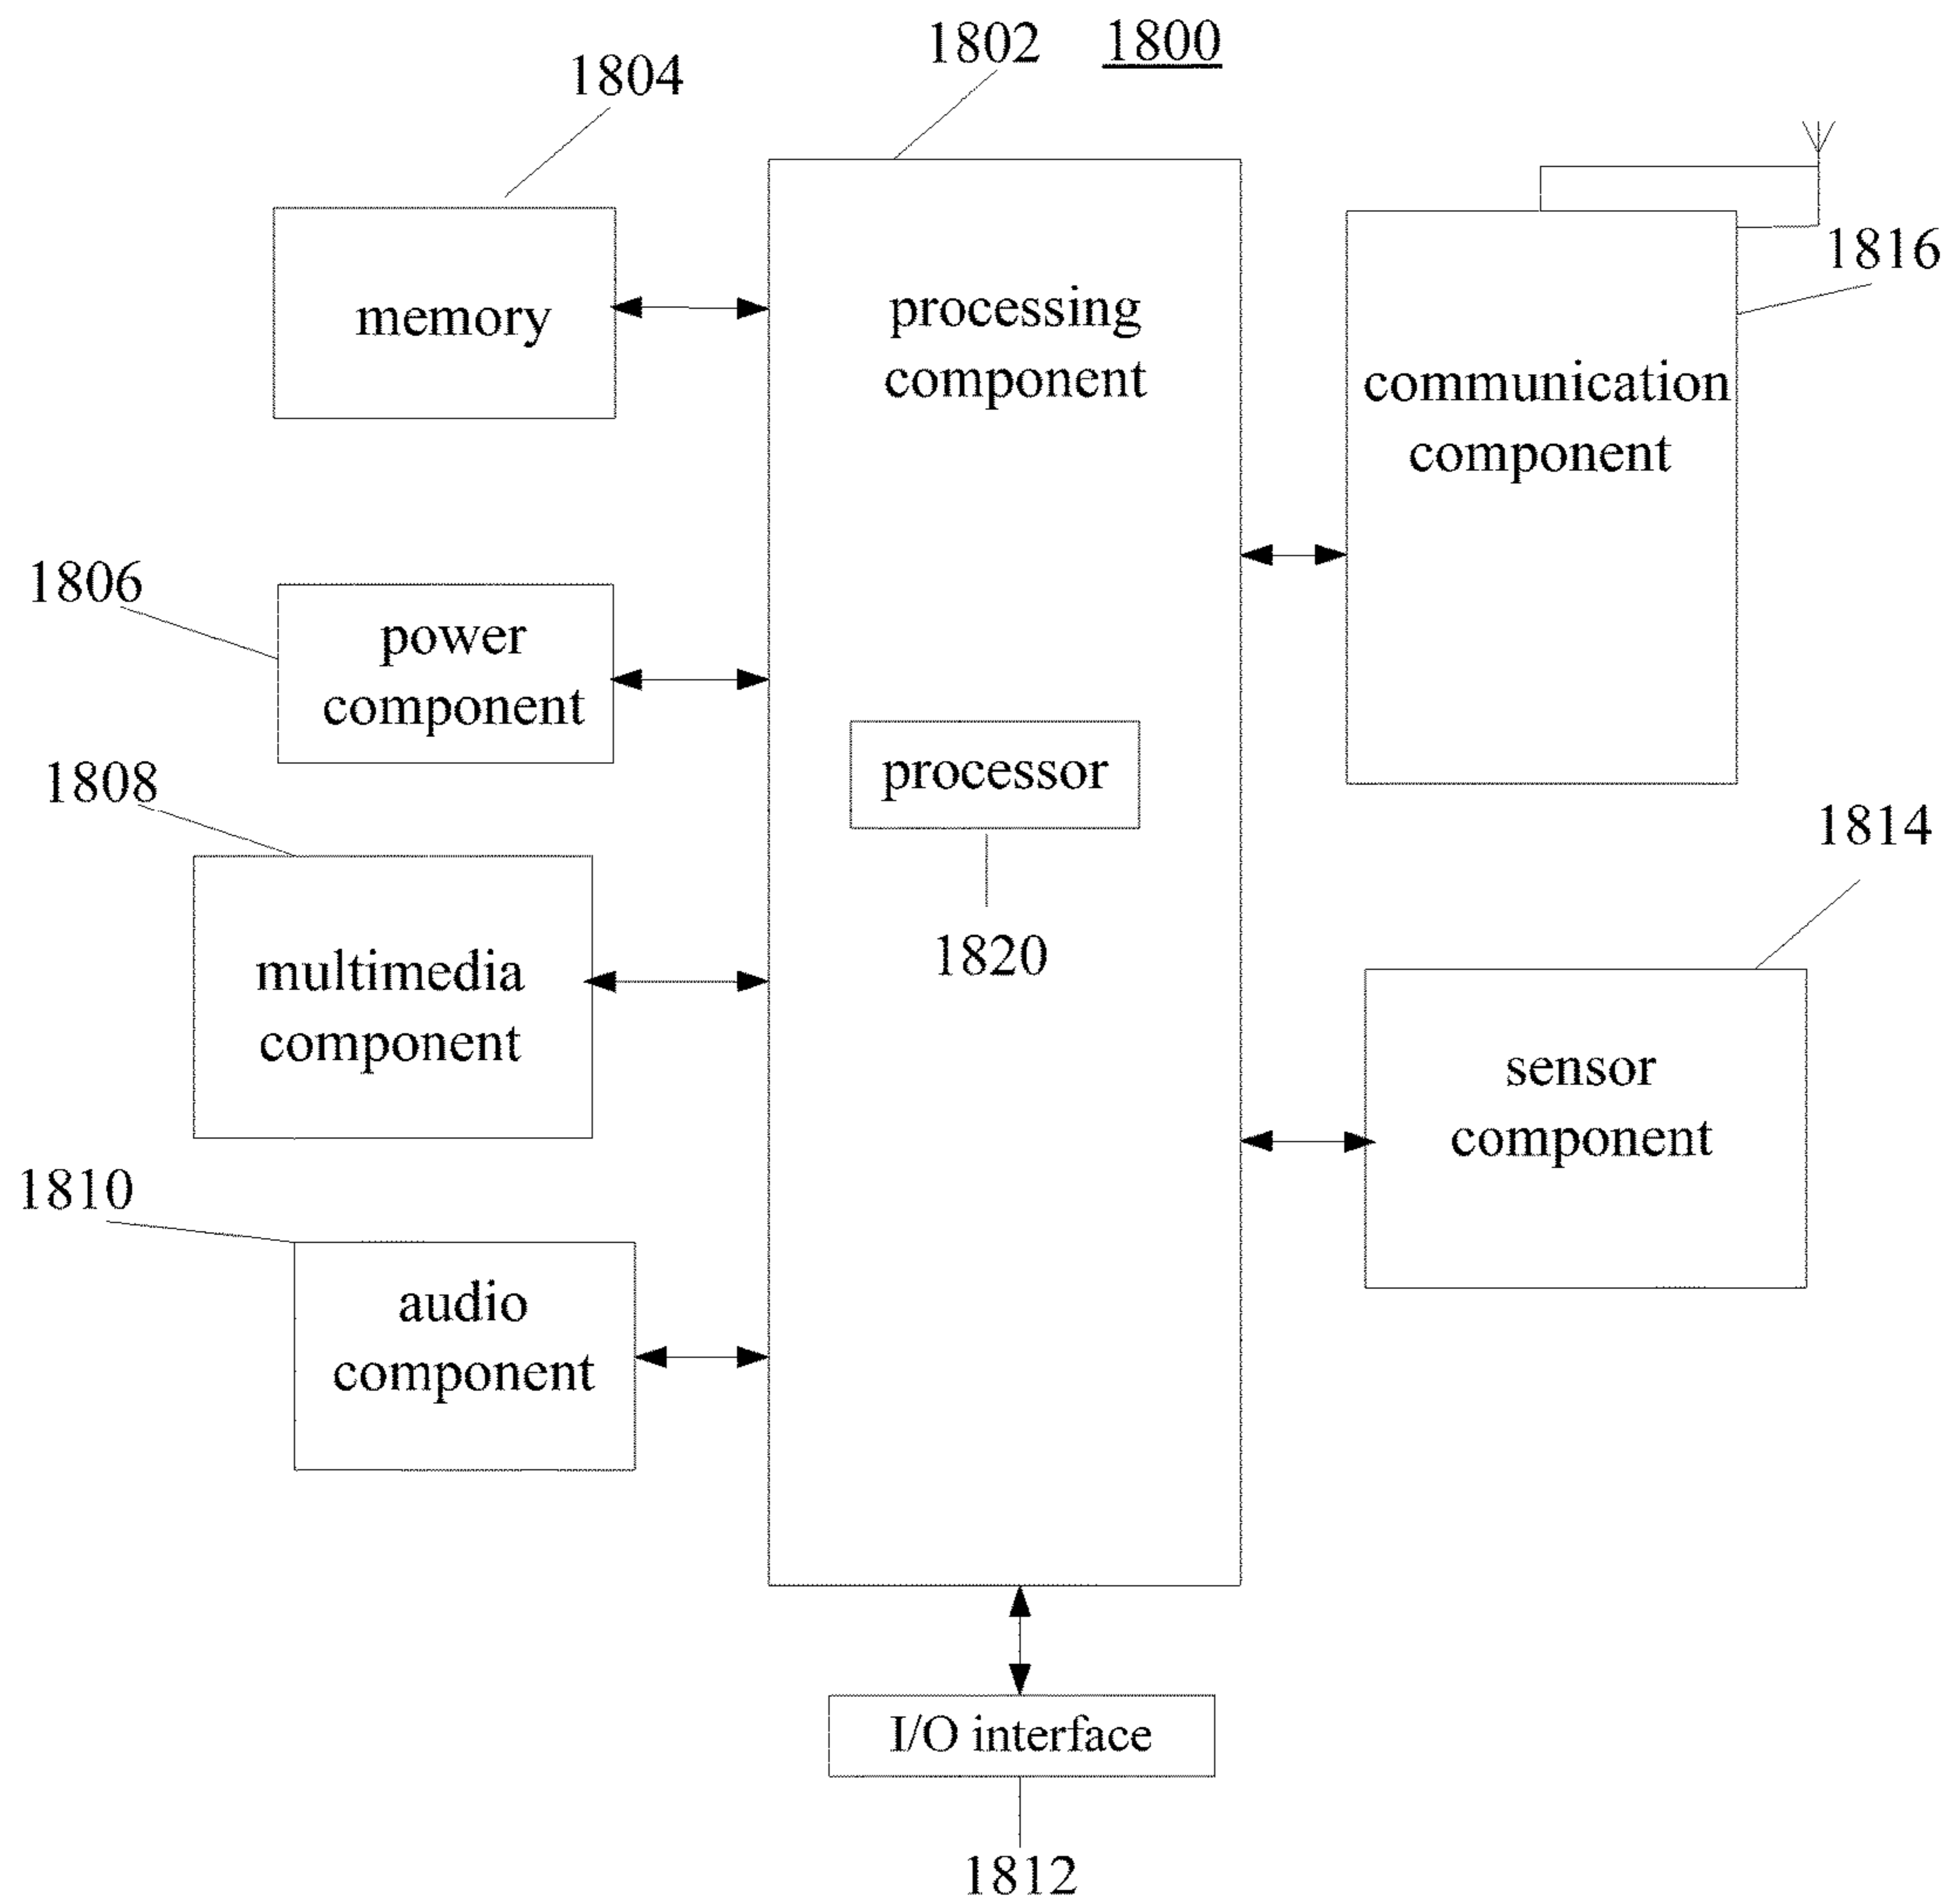 1802
1800
1804
1816
memory
processing
component
communication
component
1806
power
component
processor
1808
1814
1820
multimedia
component
sensor
component
1810
audio
component
I/O interface
1812